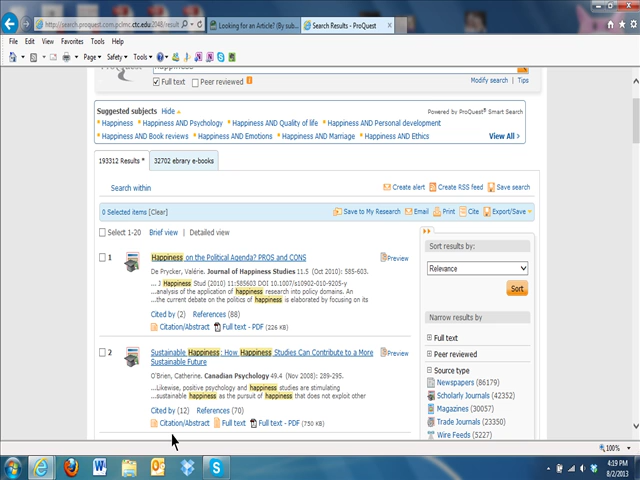 http://search.proquest.com.pclmc.ctc.edu:2048/result
Looking for an Article? (By sub...
Search Results - ProQuest
File Edit View Favorites Tools Help
Page Safety Tools
ProQuest
Full text Peer reviewed
Modify search | Tips
Suggested subjects Hide
Powered by ProQuest® Smart Search
Happiness Happiness AND Psychology Happiness AND Quality of life Happiness AND Personal development
Happiness AND Book reviews Happiness AND Emotions Happiness AND Marriage Happiness AND Ethics View All >
193312 Results * 32702 ebrary e-books
Search within
Create alert Create RSS feed Save search
0 Selected items [Clear]
Save to My Research Email Print Cite Export/Save
Select 1-20 Brief view | Detailed view
1 Happiness on the Political Agenda? PROS and CONS Preview
De Prycker, Valérie. Journal of Happiness Studies 11.5 (Oct 2010): 585-603.
... J Happiness Stud (2010) 11:585603 DOI 10.1007/s10902-010-9205-y
...analysis of the application of happiness research into policy domains. An
...the current debate on the politics of happiness is elaborated by focusing on its
Cited by (2) References (88)
Citation/Abstract Full text - PDF (226 KB)
2 Sustainable Happiness: How Happiness Studies Can Contribute to a More Preview
Sustainable Future
O'Brien, Catherine. Canadian Psychology 49.4 (Nov 2008): 289-295.
...Likewise, positive psychology and happiness studies are stimulating
...sustainable happiness as the pursuit of happiness that does not exploit other
Cited by (12) References (70)
Citation/Abstract Full text Full text - PDF (750 KB)
Sort results by:
Relevance
Sort
Narrow results by
Full text
Peer reviewed
Source type
Newspapers (86179)
Scholarly Journals (42352)
Magazines (30057)
Trade Journals (23350)
Wire Feeds (5227)
100%
4:19 PM
8/2/2013